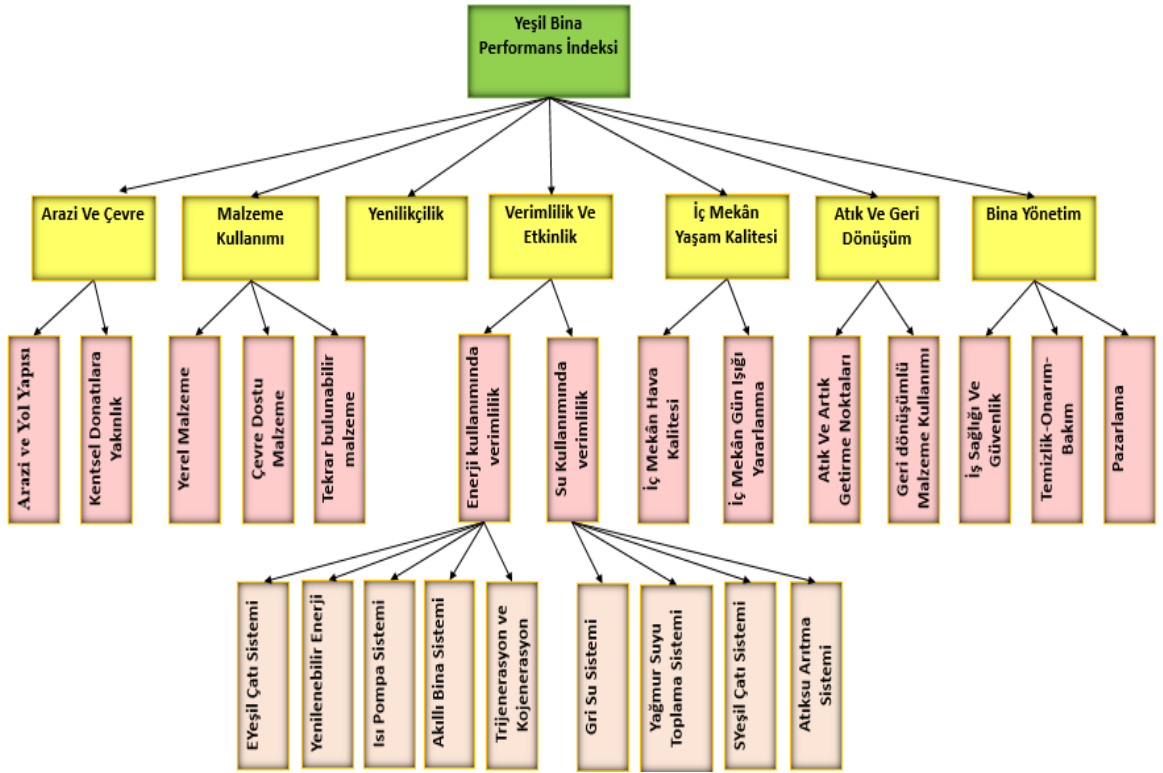 Yeşil Bina
Performans İndeksi
Arazi Ve Çevre
Malzeme
Kullanımı
Yenilikçilik
Verimlilik Ve
Etkinlik
İç Mekân
Yaşam Kalitesi
Atık Ve Geri
Dönüşüm
Bina Yönetim
Arazi ve Yol Yapısı
Kentsel Donatılara
Yakınlık
Yerel Malzeme
Çevre Dostu
Malzeme
Tekrar bulunabilir
malzeme
Enerji kullanımında
verimlilik
Su Kullanımında
verimlilik
İç Mekân Hava
Kalitesi
İç Mekân Gün Işığı
Yararlanma
Atık Ve Artık
Getirme Noktaları
Geri dönüşümlü
Malzeme Kullanımı
İş Sağlığı Ve
Güvenlik
Temizlik-Onarım-
Bakım
Pazarlama
EYeşil Çatı Sistemi
Yenilenebilir Enerji
Isı Pompa Sistemi
Akıllı Bina Sistemi
Trijenerasyon ve
Kojenerasyon
Gri Su Sistemi
Yağmur Suyu
Toplama Sistemi
SYeşil Çatı Sistemi
Atıksu Arıtma
Sistemi